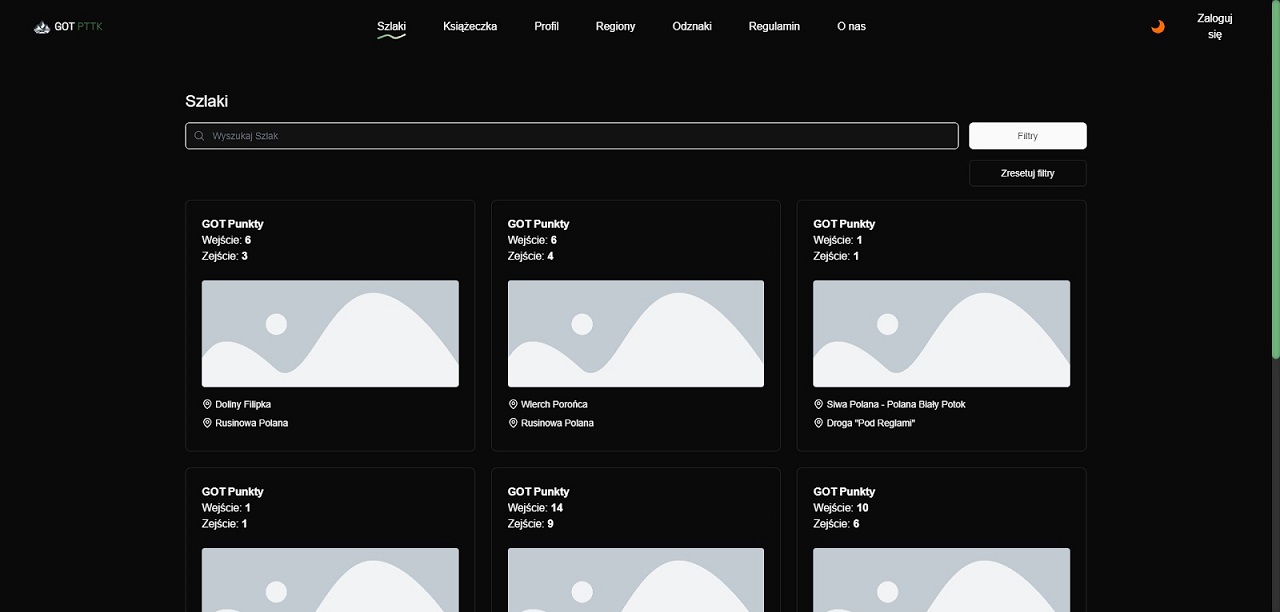 GOT PTTK
Szlaki
Książeczka
Profil
Regiony
Odznaki
Regulamin
O nas
Zaloguj
się
Szlaki
Wyszukaj Szlak
Filtry
Zresetuj filtry
GOT Punkty
Wejście: 6
Zejście: 3
Doliny Filipka
Rusinowa Polana
GOT Punkty
Wejście: 6
Zejście: 4
Wierch Porońca
Rusinowa Polana
GOT Punkty
Wejście: 1
Zejście: 1
Siwa Polana - Polana Biały Potok
Droga "Pod Reglami"
GOT Punkty
Wejście: 1
Zejście: 1
GOT Punkty
Wejście: 14
Zejście: 9
GOT Punkty
Wejście: 10
Zejście: 6